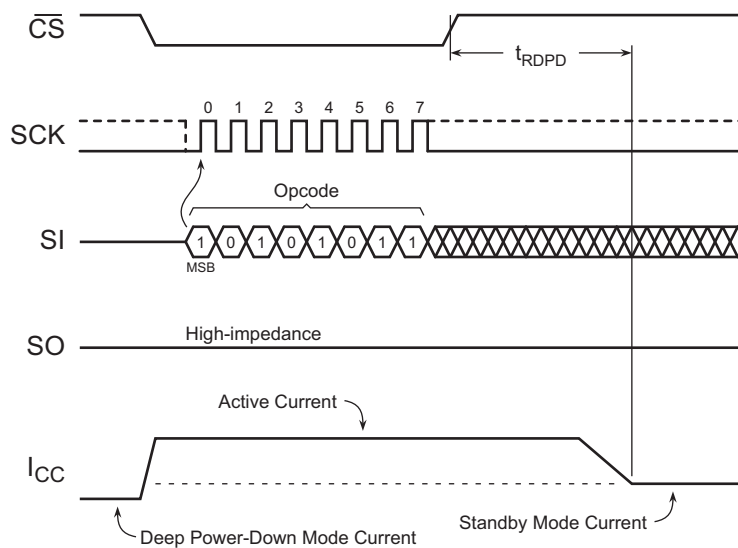 C̅S̅
tRDPD
0 1 2 3 4 5 6 7
SCK
Opcode
SI
1 0 1 0 1 0 1 1
MSB
High-impedance
SO
Active Current
ICC
Standby Mode Current
Deep Power-Down Mode Current